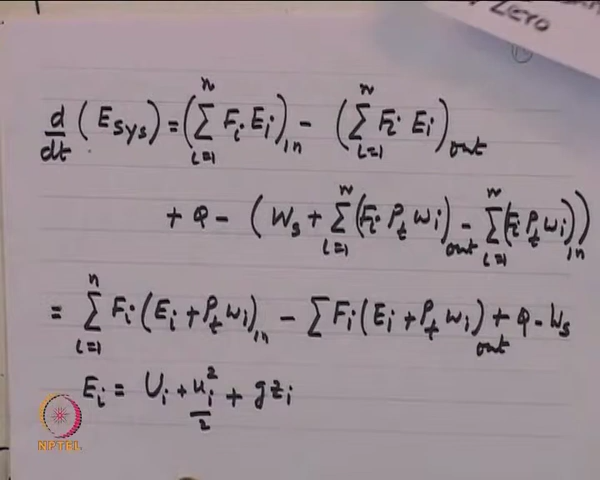 Zero
d/dt (E_sys) = (Σ_{i=1}^{n} F_i E_i)_in - (Σ_{i=1}^{n} F_i E_i)_out
+ Q - (W_s + Σ_{i=1}^{n} (F_i P_t w_i)_out - Σ_{i=1}^{n} (F_i P_t w_i)_in)
= Σ_{i=1}^{n} F_i (E_i + P_t w_i)_in - Σ F_i (E_i + P_t w_i)_out + Q - W_s
E_i = U_i + u_i^2/2 + g z_i
NPTEL